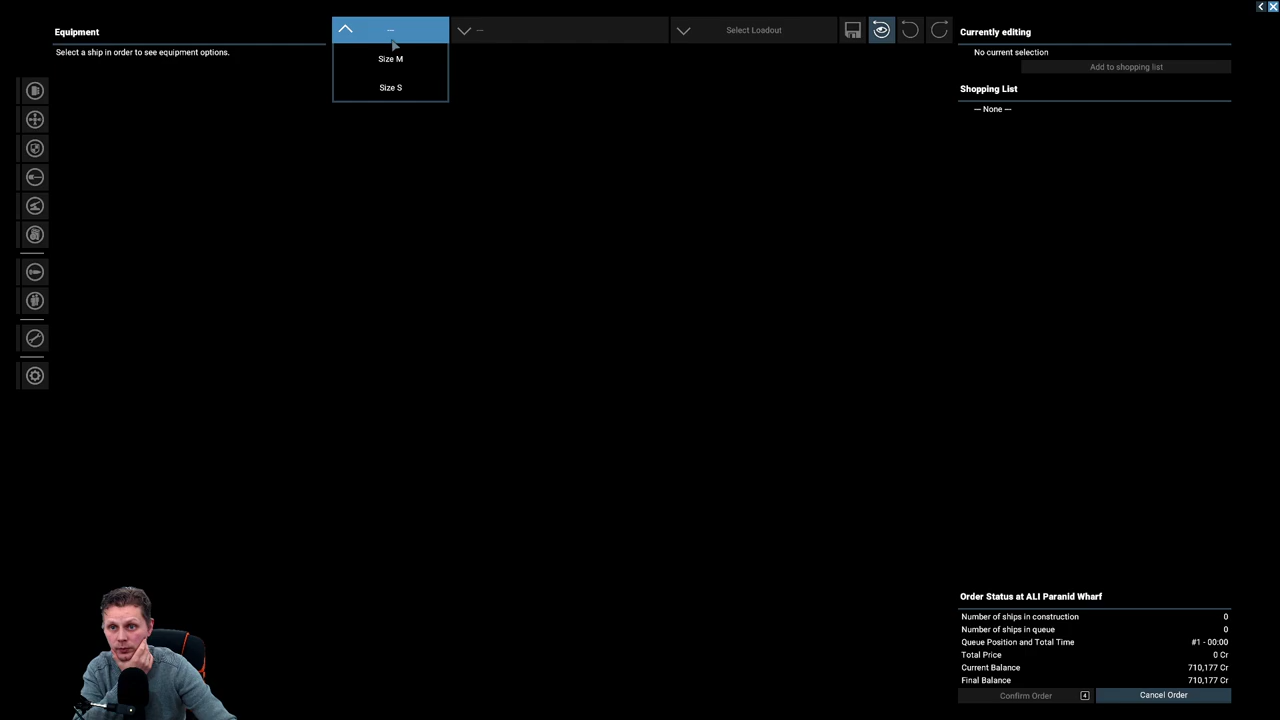 Equipment
Select a ship in order to see equipment options.
—
Size M
Size S
—
Select Loadout
Currently editing
No current selection
Add to shopping list
Shopping List
— None —
Order Status at ALI Paranid Wharf
Number of ships in construction 0
Number of ships in queue 0
Queue Position and Total Time #1 - 00:00
Total Price 0 Cr
Current Balance 710,177 Cr
Final Balance 710,177 Cr
Confirm Order 4 Cancel Order